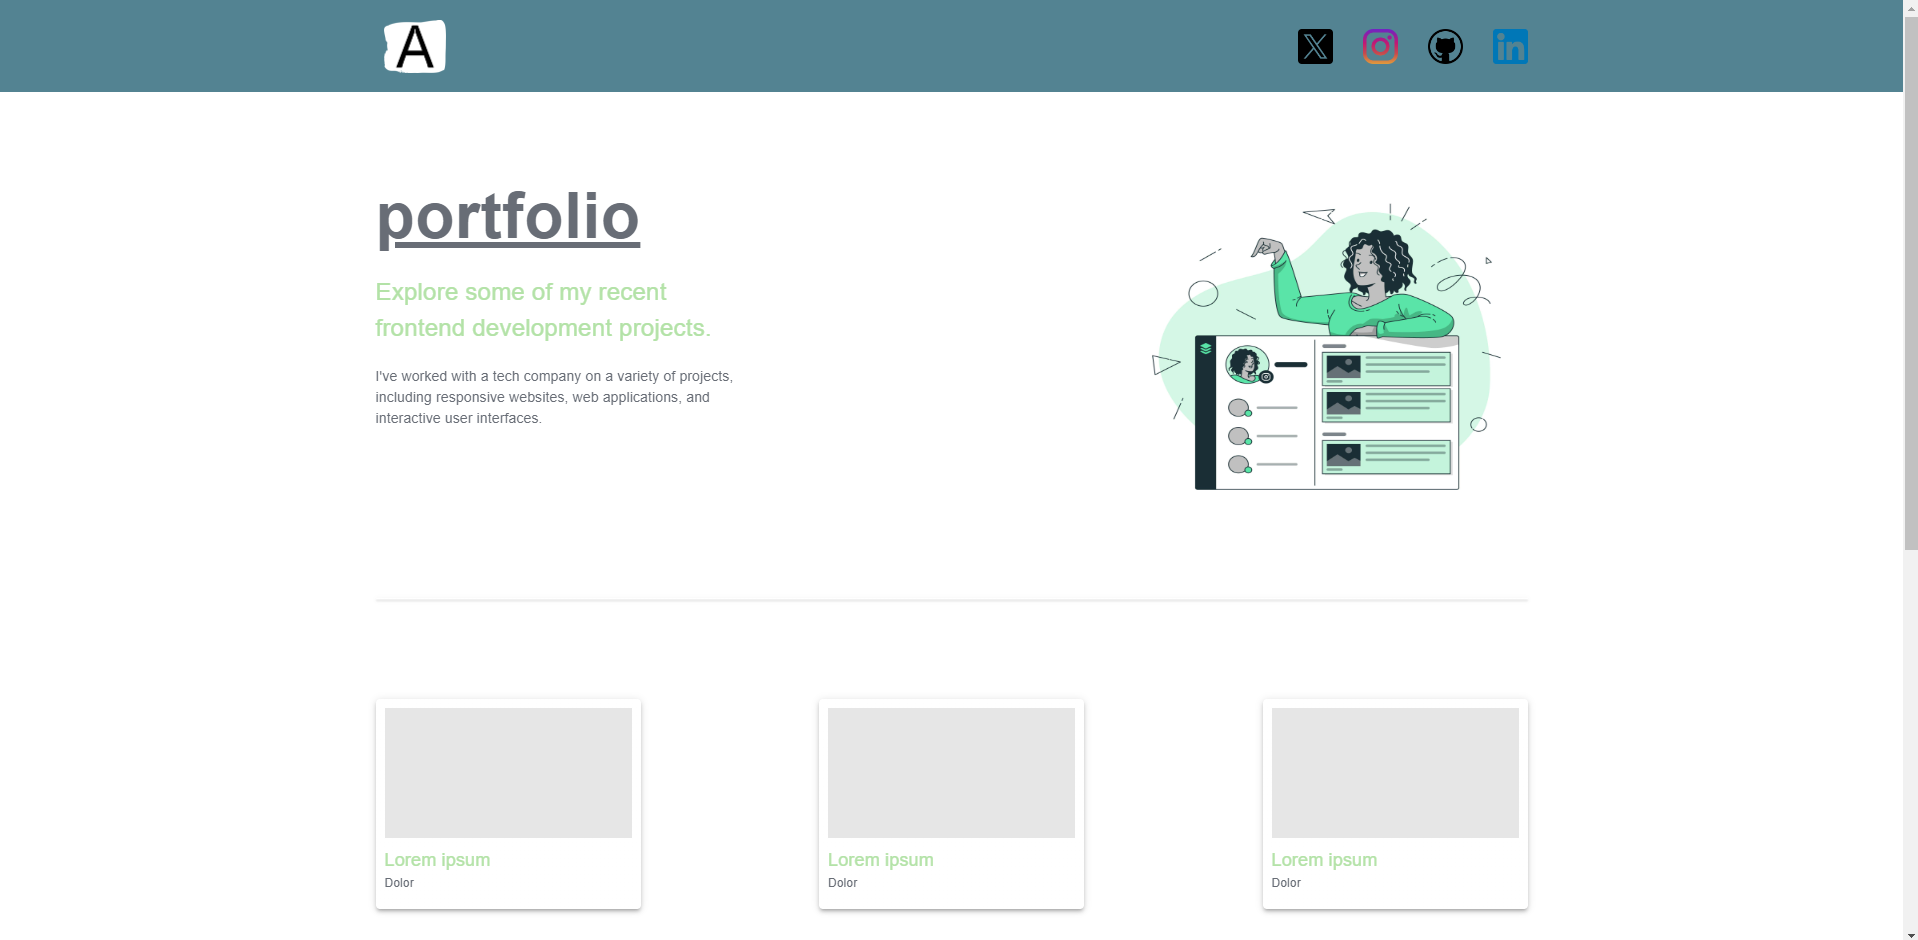 A
portfolio
Explore some of my recent
frontend development projects.
I've worked with a tech company on a variety of projects,
including responsive websites, web applications, and
interactive user interfaces.
Lorem ipsum
Dolor
Lorem ipsum
Dolor
Lorem ipsum
Dolor